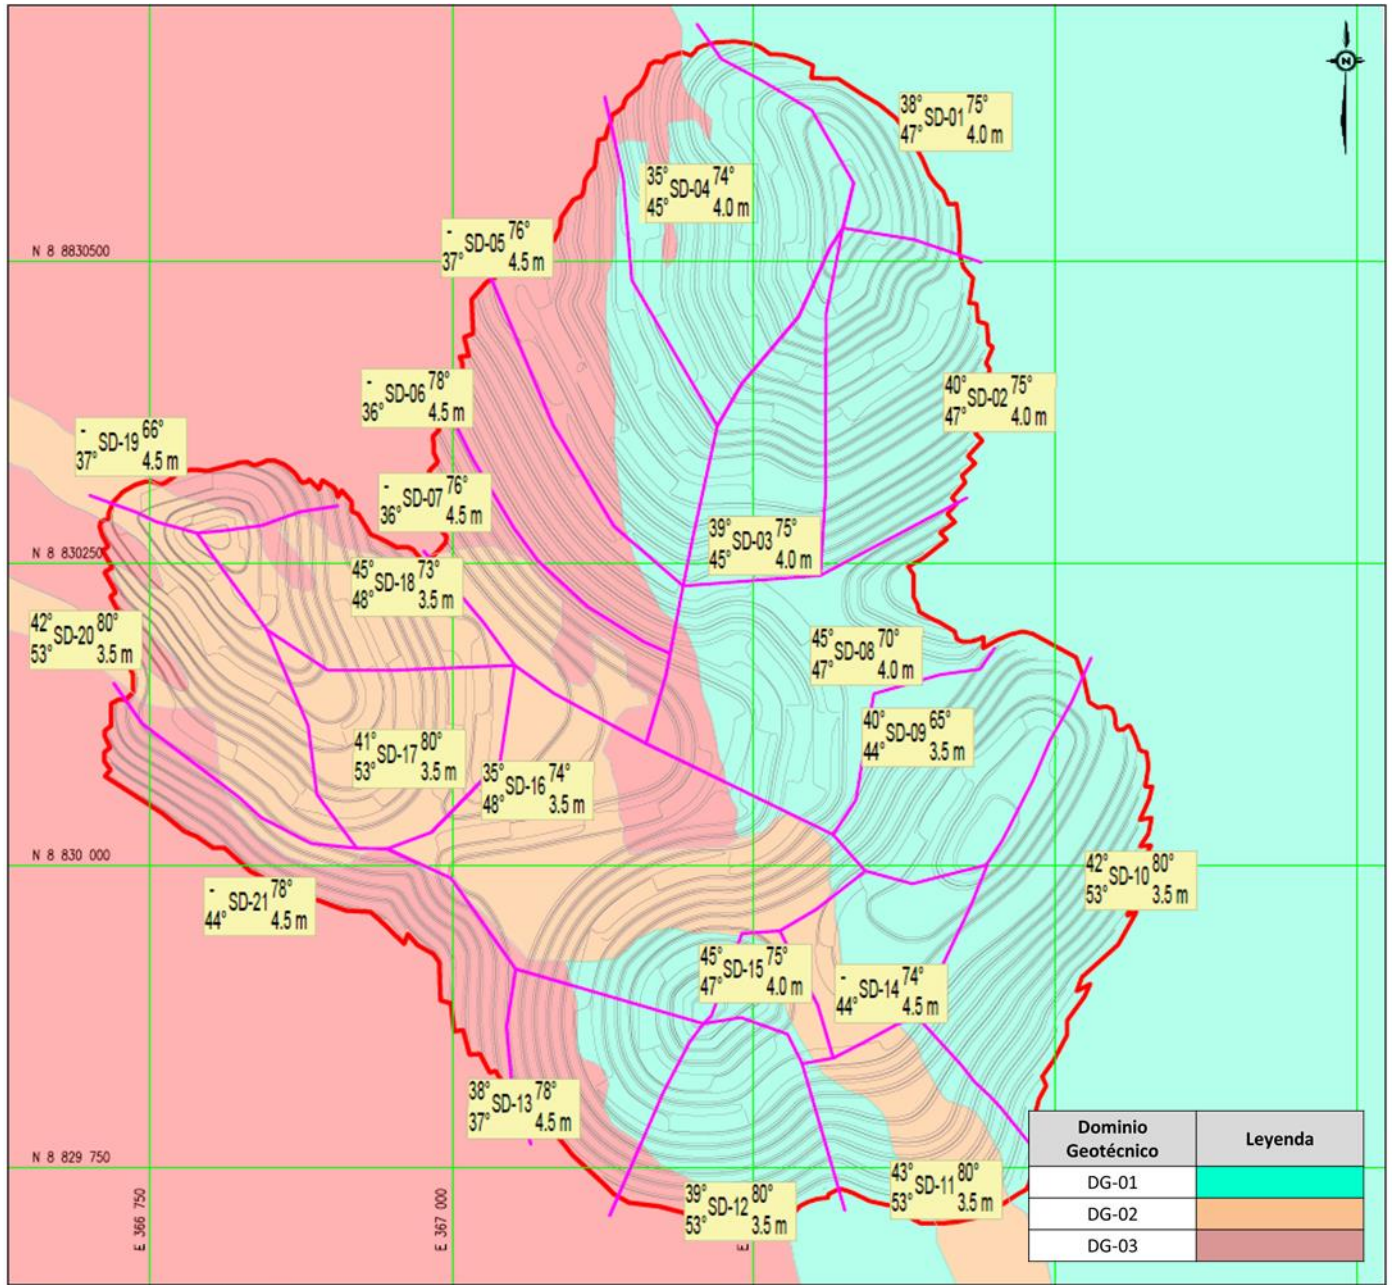 N
38° SD-01 75°
47° 4.0 m
35° SD-04 74°
45° 4.0 m
- SD-05 76°
37° 4.5 m
N 8 8830500
- SD-06 78°
36° 4.5 m
40° SD-02 75°
47° 4.0 m
- SD-19 66°
37° 4.5 m
- SD-07 76°
36° 4.5 m
39° SD-03 75°
45° 4.0 m
N 8 830250
45° SD-18 73°
48° 3.5 m
42° SD-20 80°
53° 3.5 m
45° SD-08 70°
47° 4.0 m
40° SD-09 65°
44° 3.5 m
41° SD-17 80°
53° 3.5 m
35° SD-16 74°
48° 3.5 m
N 8 830 000
42° SD-10 80°
53° 3.5 m
- SD-21 78°
44° 4.5 m
45° SD-15 75°
47° 4.0 m
- SD-14 74°
44° 4.5 m
38° SD-13 78°
37° 4.5 m
N 8 829 750
43° SD-11 80°
53° 3.5 m
39° SD-12 80°
53° 3.5 m
E 366 750
E 367 000
E
Dominio Geotécnico Leyenda
DG-01
DG-02
DG-03